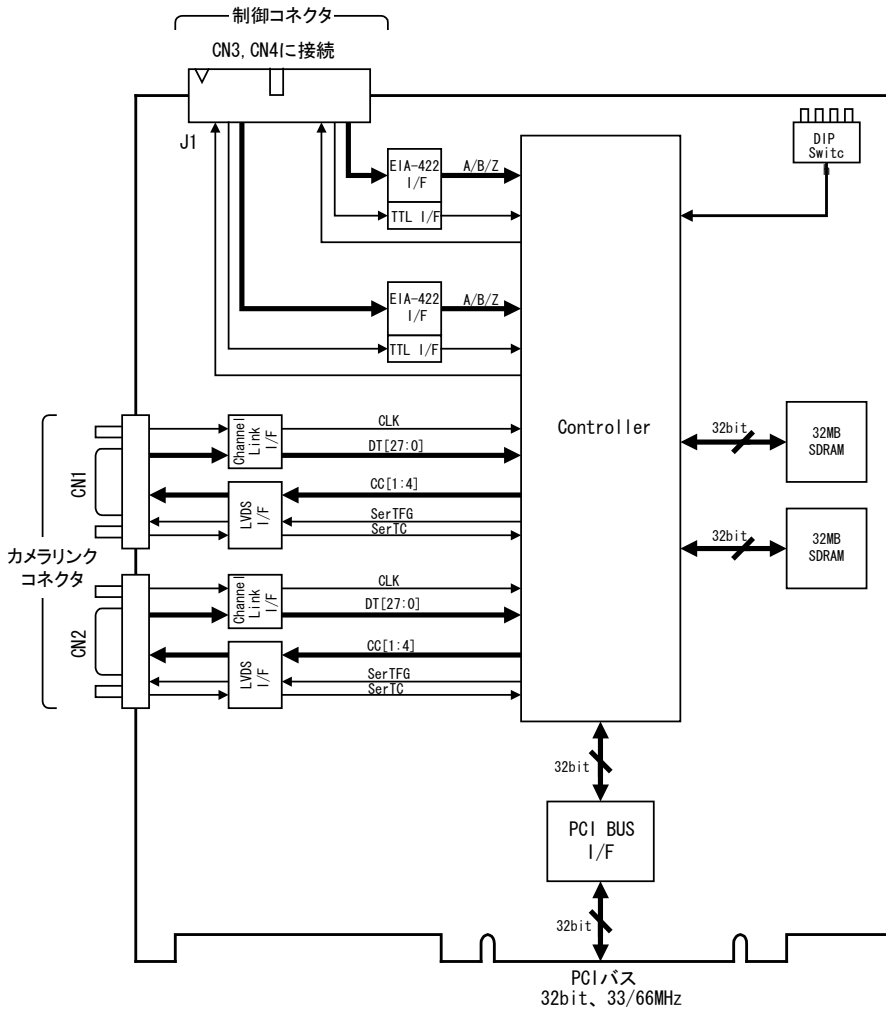 制御コネクタ
CN3,CN4に接続
J1
EIA-422
I/F
A/B/Z
TTL I/F
DIP
Switc
EIA-422
I/F
A/B/Z
TTL I/F
Controller
カメラリンク
コネクタ
CN1
Channel
Link
I/F
CLK
DT[27:0]
LVDS
I/F
CC[1:4]
SerTFG
SerTC
CN2
Channel
Link
I/F
CLK
DT[27:0]
LVDS
I/F
CC[1:4]
SerTFG
SerTC
32bit
32MB
SDRAM
32bit
32MB
SDRAM
32bit
PCI BUS
I/F
32bit
PCIバス
32bit、33/66MHz